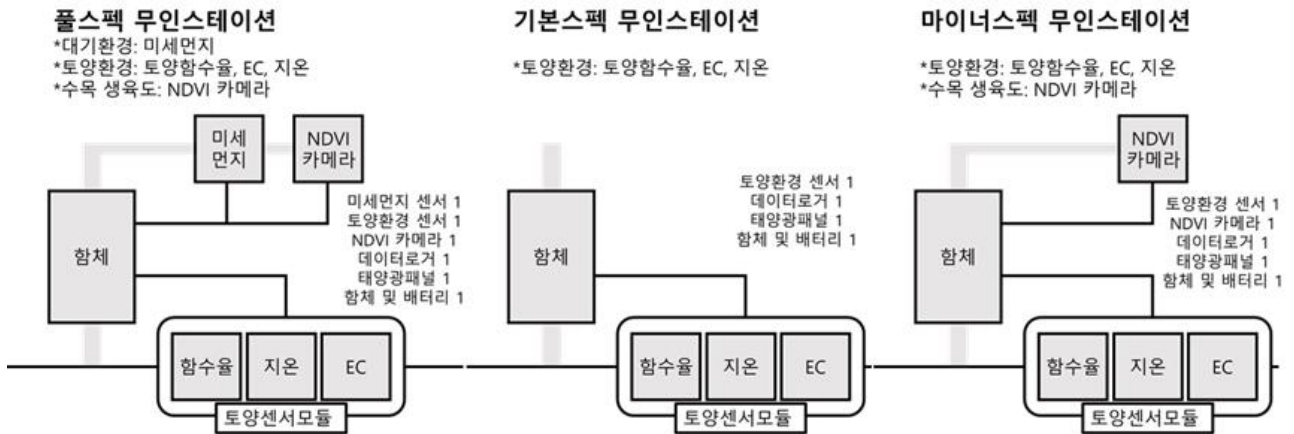 풀스펙 무인스테이션
*대기환경: 미세먼지
*토양환경: 토양함수율, EC, 지온
*수목 생육도: NDVI 카메라
미세
먼지
NDVI
카메라
함체
미세먼지 센서 1
토양환경 센서 1
NDVI 카메라 1
데이터로거 1
태양광패널 1
함체 및 배터리 1
함수율
지온
EC
토양센서모듈
기본스펙 무인스테이션
*토양환경: 토양함수율, EC, 지온
함체
토양환경 센서 1
데이터로거 1
태양광패널 1
함체 및 배터리 1
함수율
지온
EC
토양센서모듈
마이너스펙 무인스테이션
*토양환경: 토양함수율, EC, 지온
*수목 생육도: NDVI 카메라
NDVI
카메라
함체
토양환경 센서 1
NDVI 카메라 1
데이터로거 1
태양광패널 1
함체 및 배터리 1
함수율
지온
EC
토양센서모듈